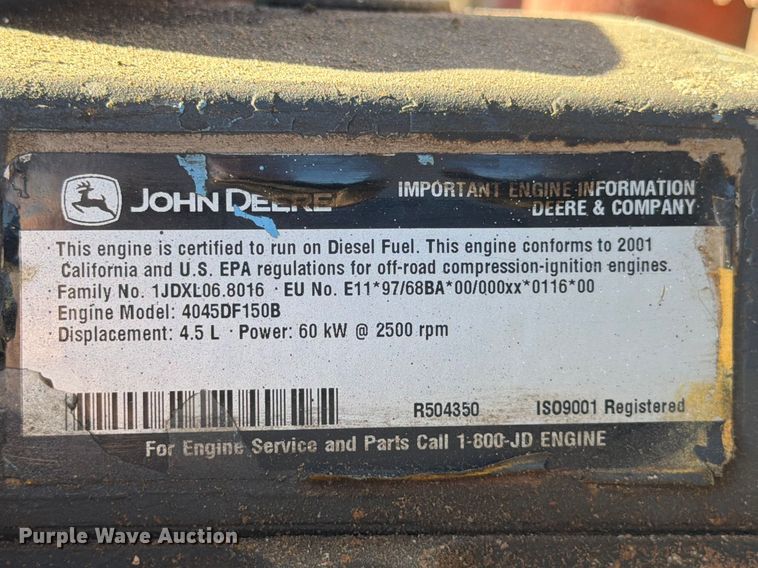 JOHN DEERE
IMPORTANT ENGINE INFORMATION
DEERE & COMPANY
· This engine is certified to run on Diesel Fuel. This engine conforms to 2001
California and U.S. EPA regulations for off-road compression-ignition engines.
· Family No. 1JDXL06.8016 · EU No. E11*97/68BA*00/000xx*0116*00
· Engine Model: 4045DF150B
· Displacement: 4.5 L · Power: 60 kW @ 2500 rpm
R504350 ISO9001 Registered
For Engine Service and Parts Call 1-800-JD ENGINE
Purple Wave Auction